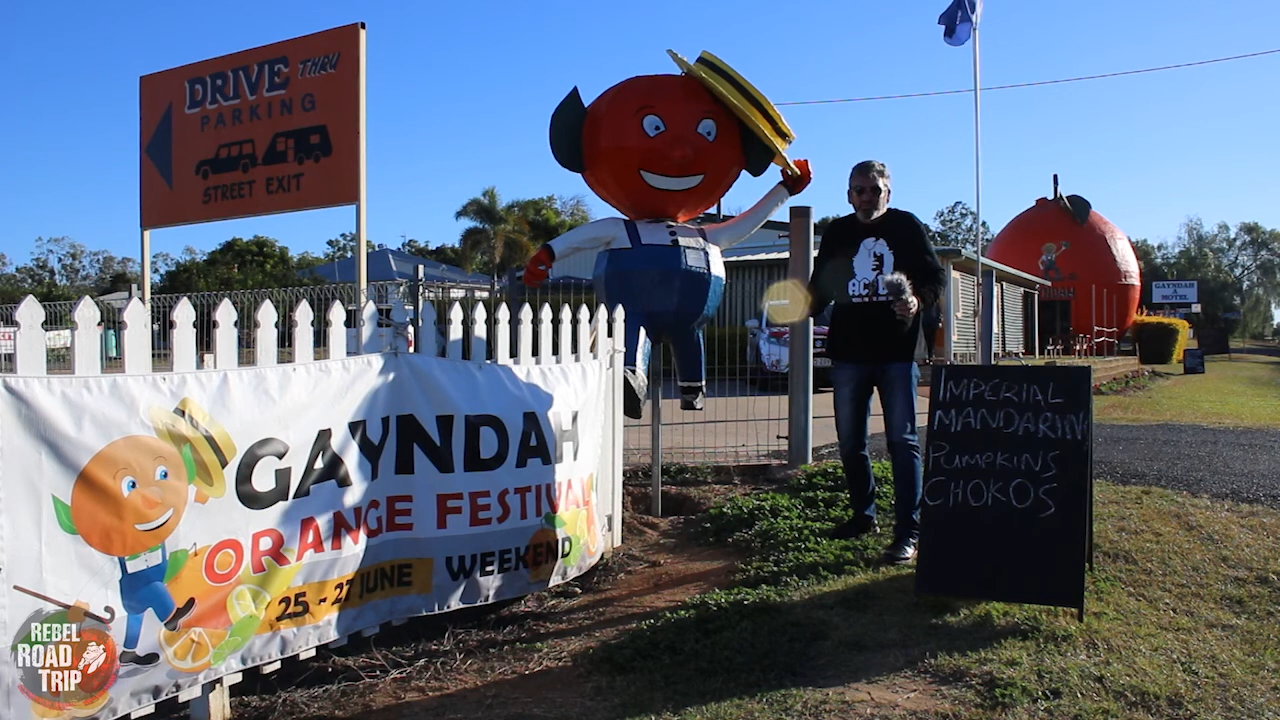 DRIVE THRU
PARKING
STREET EXIT
GAYNDAH
ORANGE FESTIVAL
WEEKEND
25 - 27 JUNE
REBEL
ROAD
TRIP
AC
GAYNDAH
A
MOTEL
IMPERIAL
MANDARIN
PUMPKINS
CHOKOS